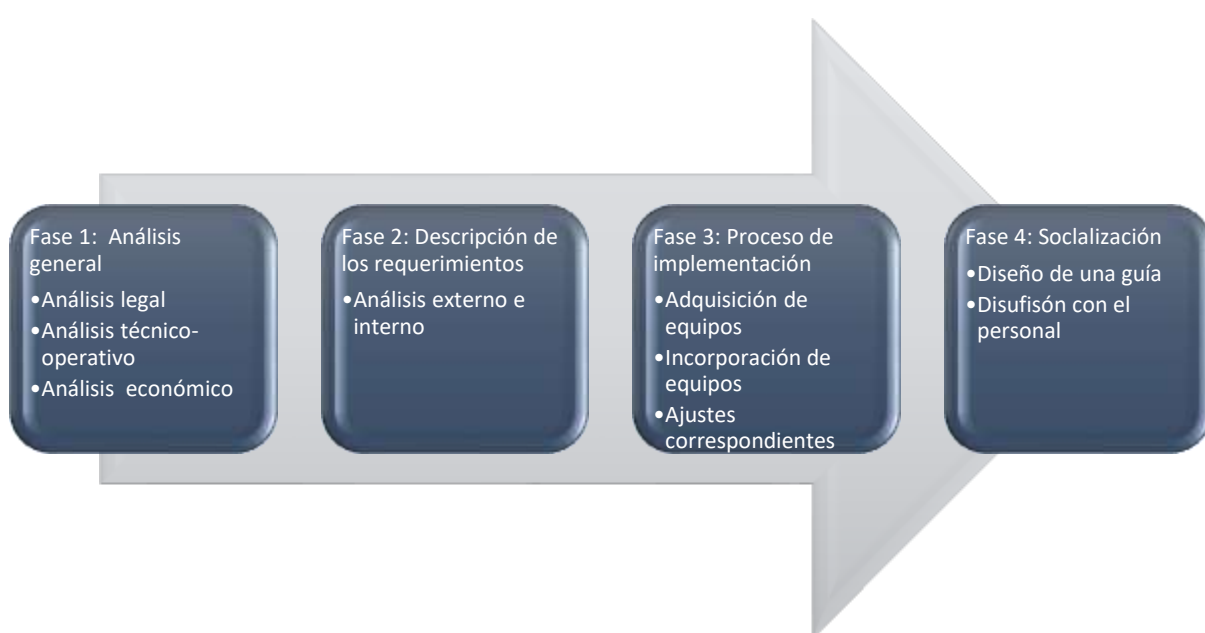 Fase 1:  Análisis
general
•Análisis legal
•Análisis técnico-
operativo
•Análisis  económico
Fase 2: Descripción de
los requerimientos
•Análisis externo e
interno
Fase 3: Proceso de
implementación
•Adquisición de
equipos
•Incorporación de
equipos
•Ajustes
correspondientes
Fase 4: Soclalización
•Diseño de una guía
•Disufisón con el
personal